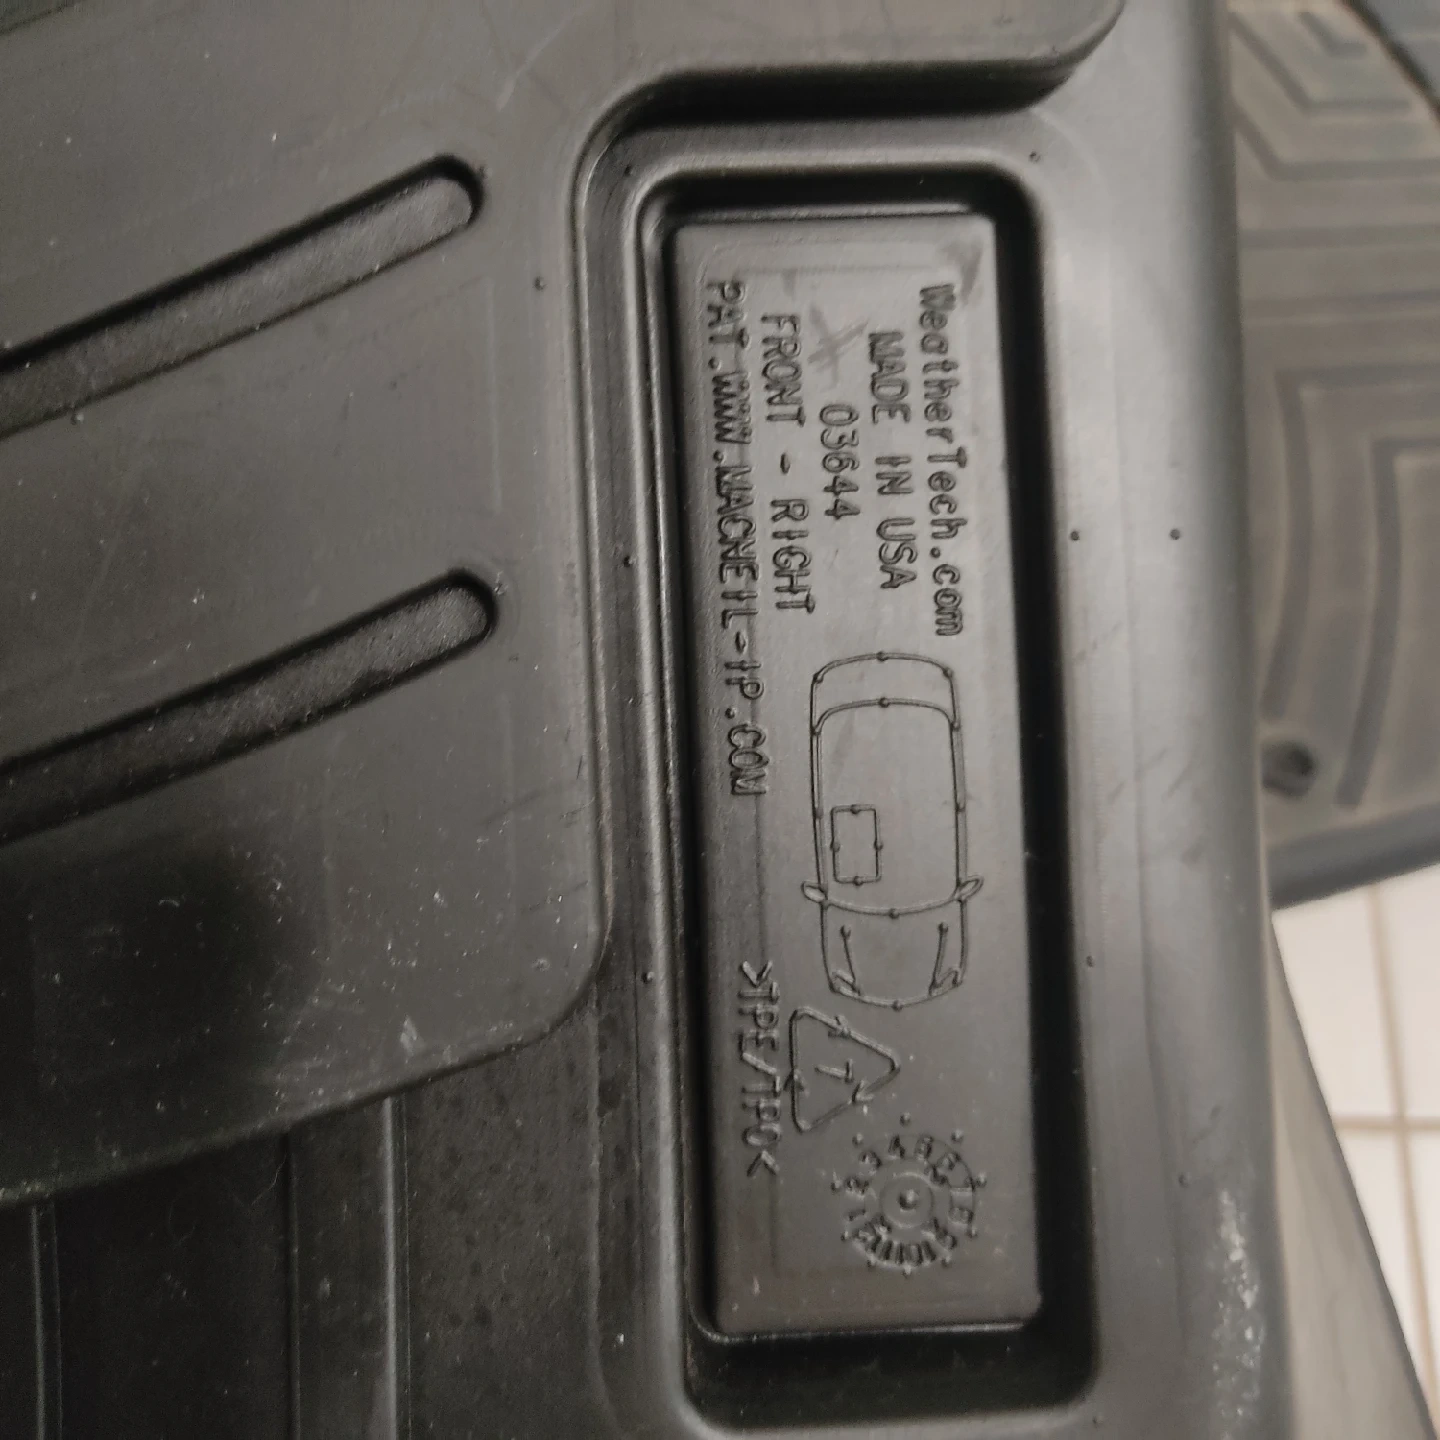 WeatherTech.com
MADE IN USA
03644
FRONT - RIGHT
PAT.WWW.MACNEIL-IP.COM
>TPE/TPO<